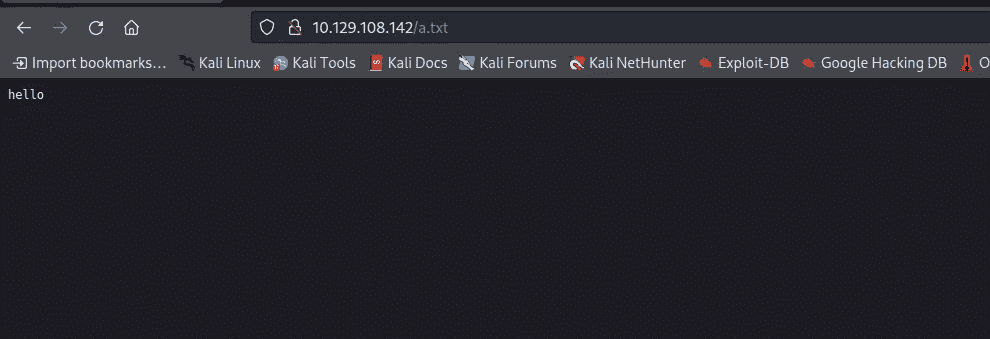 10.129.108.142/a.txt
Import bookmarks... Kali Linux Kali Tools Kali Docs Kali Forums Kali NetHunter Exploit-DB Google Hacking DB O
hello